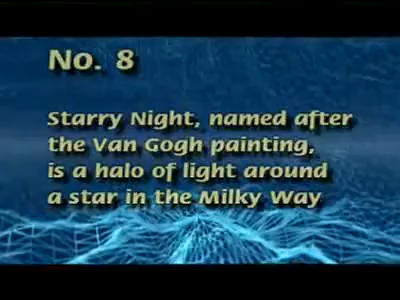 No. 8
Starry Night, named after
the Van Gogh painting,
is a halo of light around
a star in the Milky Way